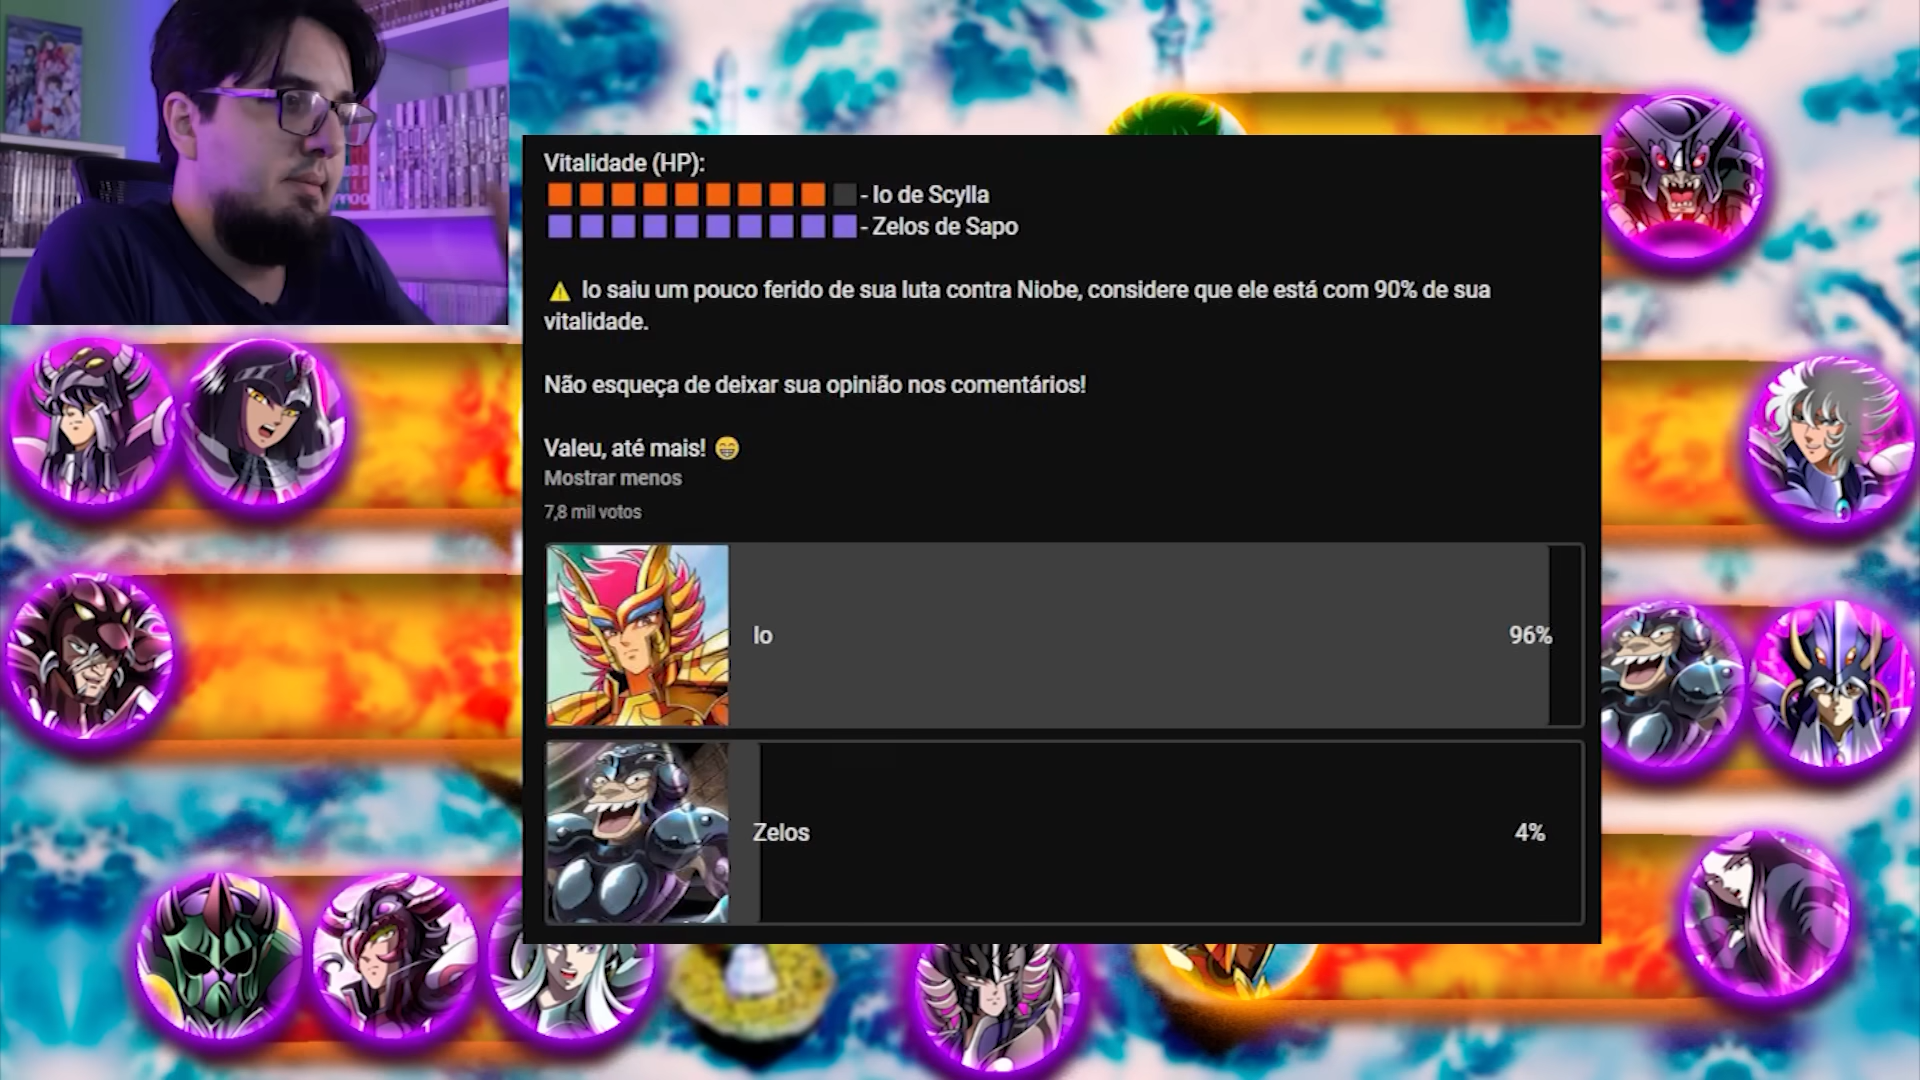 Vitalidade (HP):
- Io de Scylla
- Zelos de Sapo
⚠️ Io saiu um pouco ferido de sua luta contra Niobe, considere que ele está com 90% de sua
vitalidade.
Não esqueça de deixar sua opinião nos comentários!
Valeu, até mais! 😁
Mostrar menos
7,8 mil votos
Io
96%
Zelos
4%